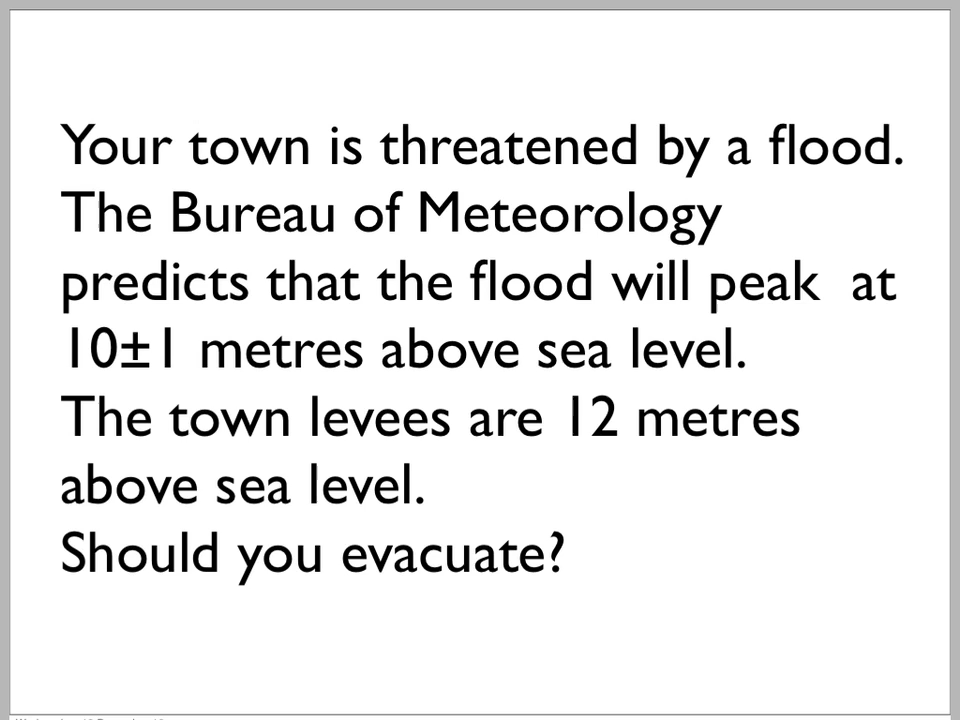 Your town is threatened by a flood.
The Bureau of Meteorology
predicts that the flood will peak  at
10±1 metres above sea level.
The town levees are 12 metres
above sea level.
Should you evacuate?